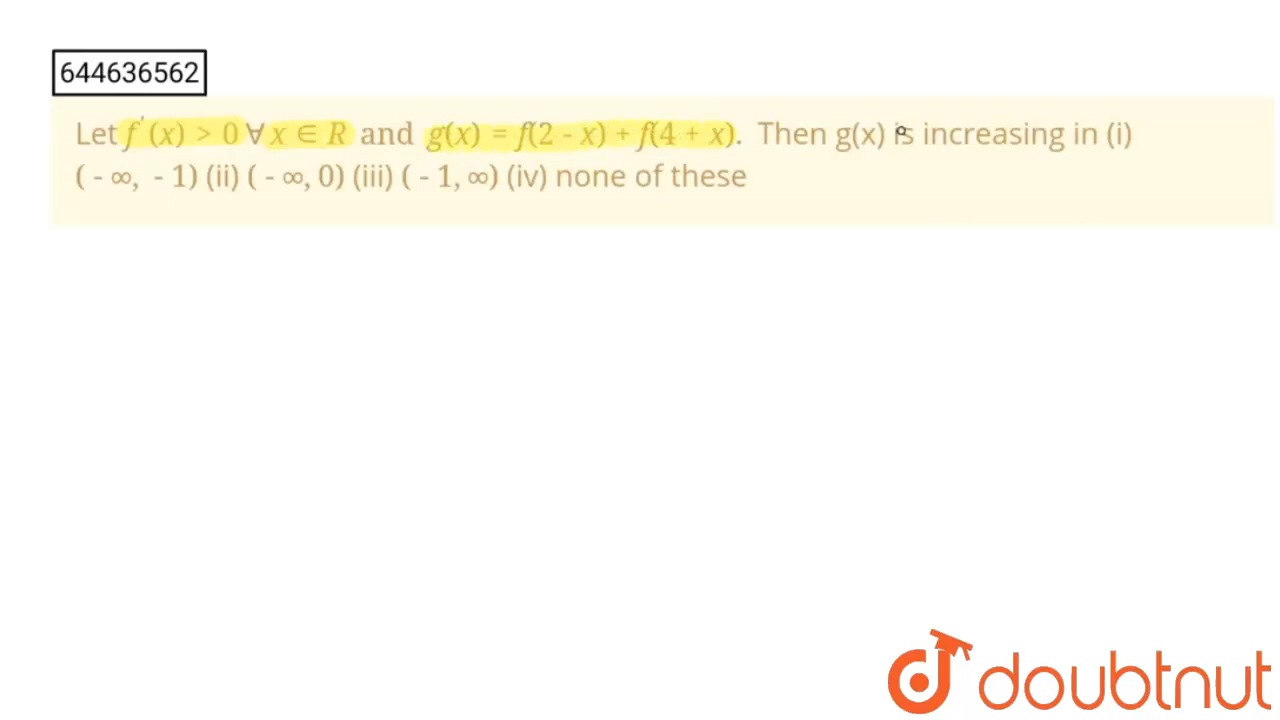 644636562
Let f'(x) > 0 ∀ x ∈ R and g(x) = f(2 - x) + f(4 + x). Then g(x) is increasing in (i)
( - ∞, - 1) (ii) ( - ∞, 0) (iii) ( - 1, ∞) (iv) none of these
doubtnut